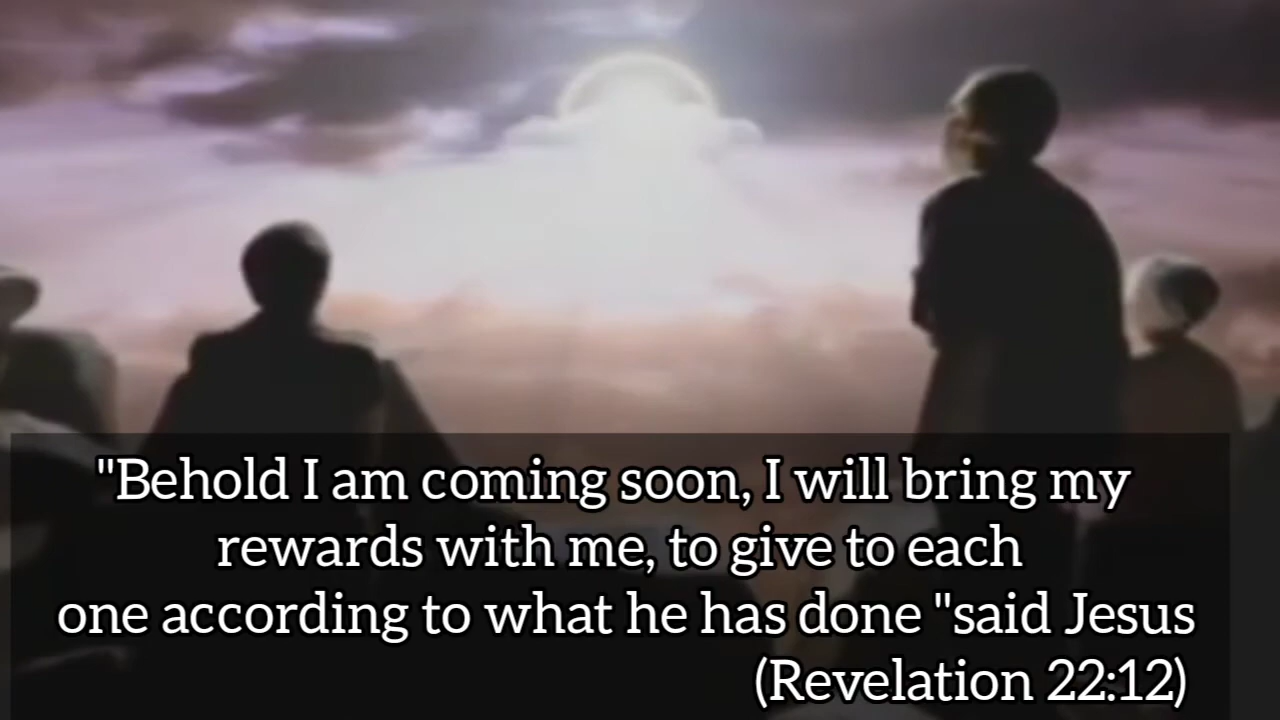 "Behold I am coming soon, I will bring my
rewards with me, to give to each
one according to what he has done "said Jesus
(Revelation 22:12)